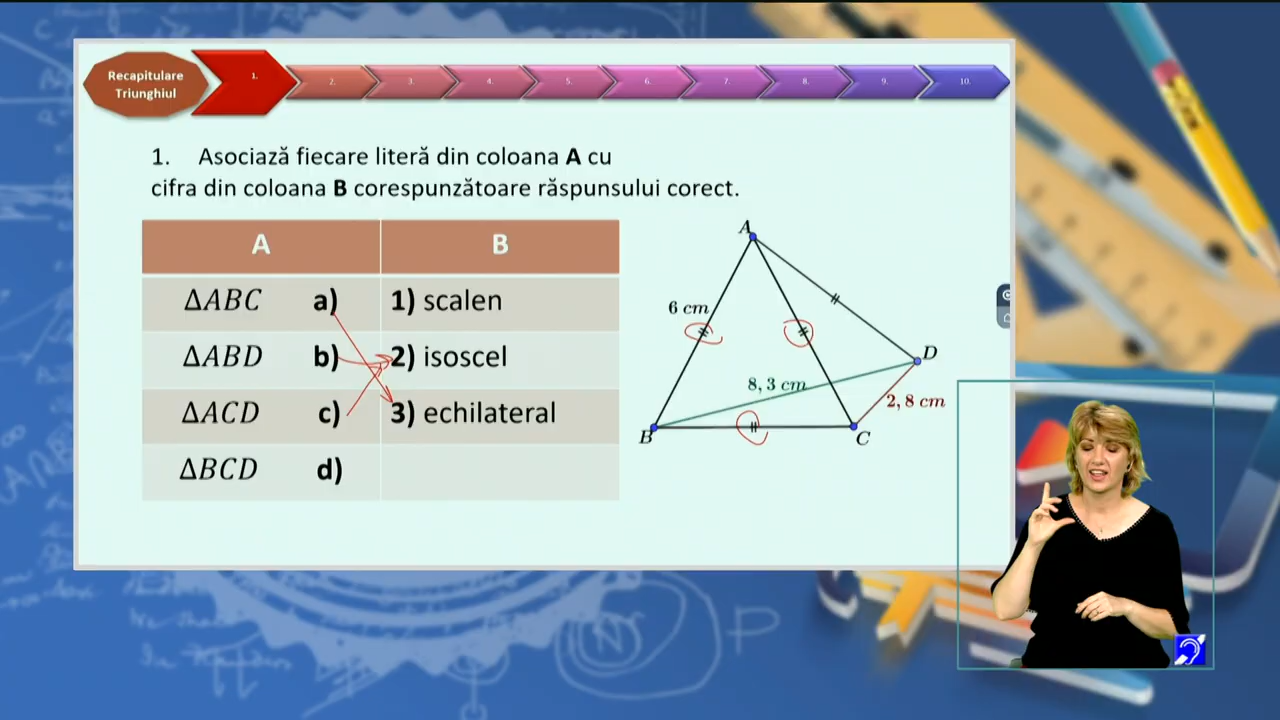 Recapitulare
Triunghiul
1.
2.
3.
4.
5.
6.
7.
8.
9.
10.
1. Asociază fiecare literă din coloana A cu
cifra din coloana B corespunzătoare răspunsului corect.
A B
ΔABC a) 1) scalen
ΔABD b) 2) isoscel
ΔACD c) 3) echilateral
ΔBCD d)
A
6 cm
D
8, 3 cm
2, 8 cm
B
C
N
P